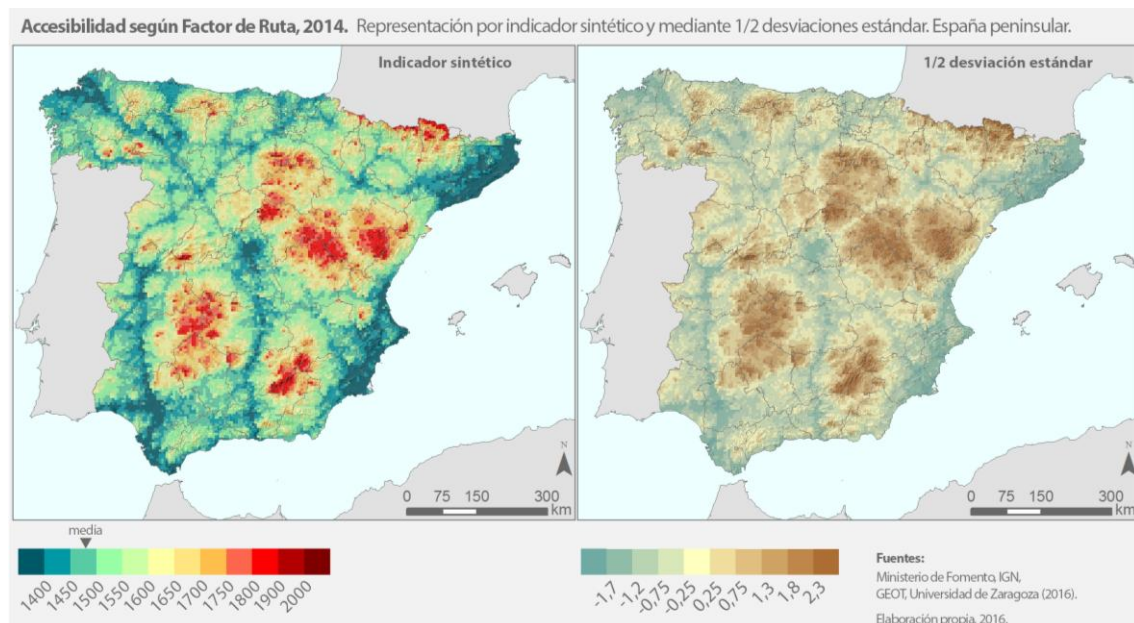 Accesibilidad según Factor de Ruta, 2014. Representación por indicador sintético y mediante 1/2 desviaciones estándar. España peninsular.
Indicador sintético
N
0 75 150 300
km
1/2 desviación estándar
N
0 75 150 300
km
media
1400 1450 1500 1550 1600 1650 1700 1750 1800 1900 2000
-1,7 -1,2 -0,75 -0,25 0,25 0,75 1,3 1,8 2,3
Fuentes:
Ministerio de Fomento, IGN,
GEOT, Universidad de Zaragoza (2016).
Elaboración propia, 2016.